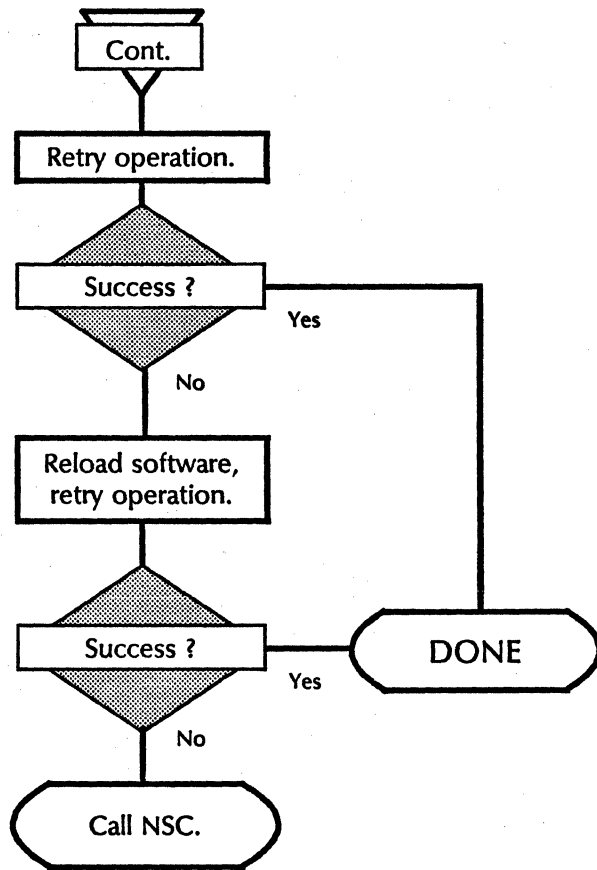 Cont.
Retry operation.
Success ?
Yes
No
Reload software,
retry operation.
Success ?
Yes
DONE
No
Call NSC.